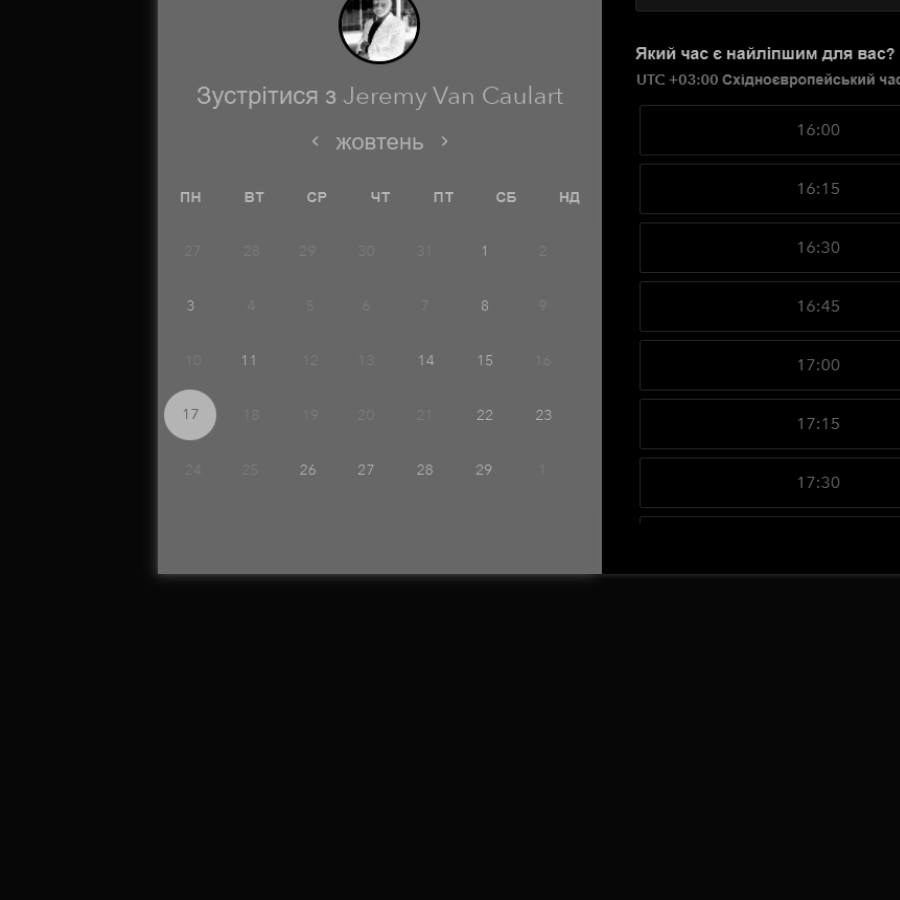 Зустрітися з Jeremy Van Caulart
жовтень
ПН ВТ СР ЧТ ПТ СБ НД
27 28 29 30 31 1 2
3 4 5 6 7 8 9
10 11 12 13 14 15 16
17 18 19 20 21 22 23
24 25 26 27 28 29 1
Який час є найліпшим для вас?
UTC +03:00 Східноєвропейський
16:00
16:15
16:30
16:45
17:00
17:15
17:30